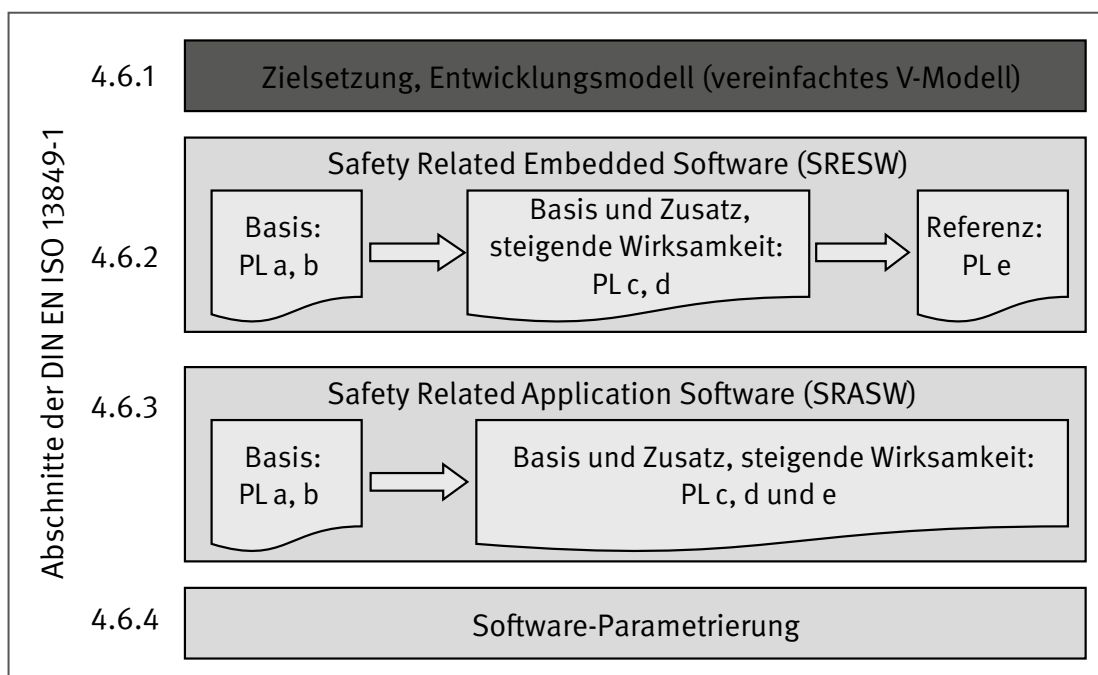 Abschnitte der DIN EN ISO 13849-1
4.6.1
Zielsetzung, Entwicklungsmodell (vereinfachtes V-Modell)
4.6.2
Safety Related Embedded Software (SRESW)
Basis:
PL a, b
Basis und Zusatz,
steigende Wirksamkeit:
PL c, d
Referenz:
PL e
4.6.3
Safety Related Application Software (SRASW)
Basis:
PL a, b
Basis und Zusatz, steigende Wirksamkeit:
PL c, d und e
4.6.4
Software-Parametrierung